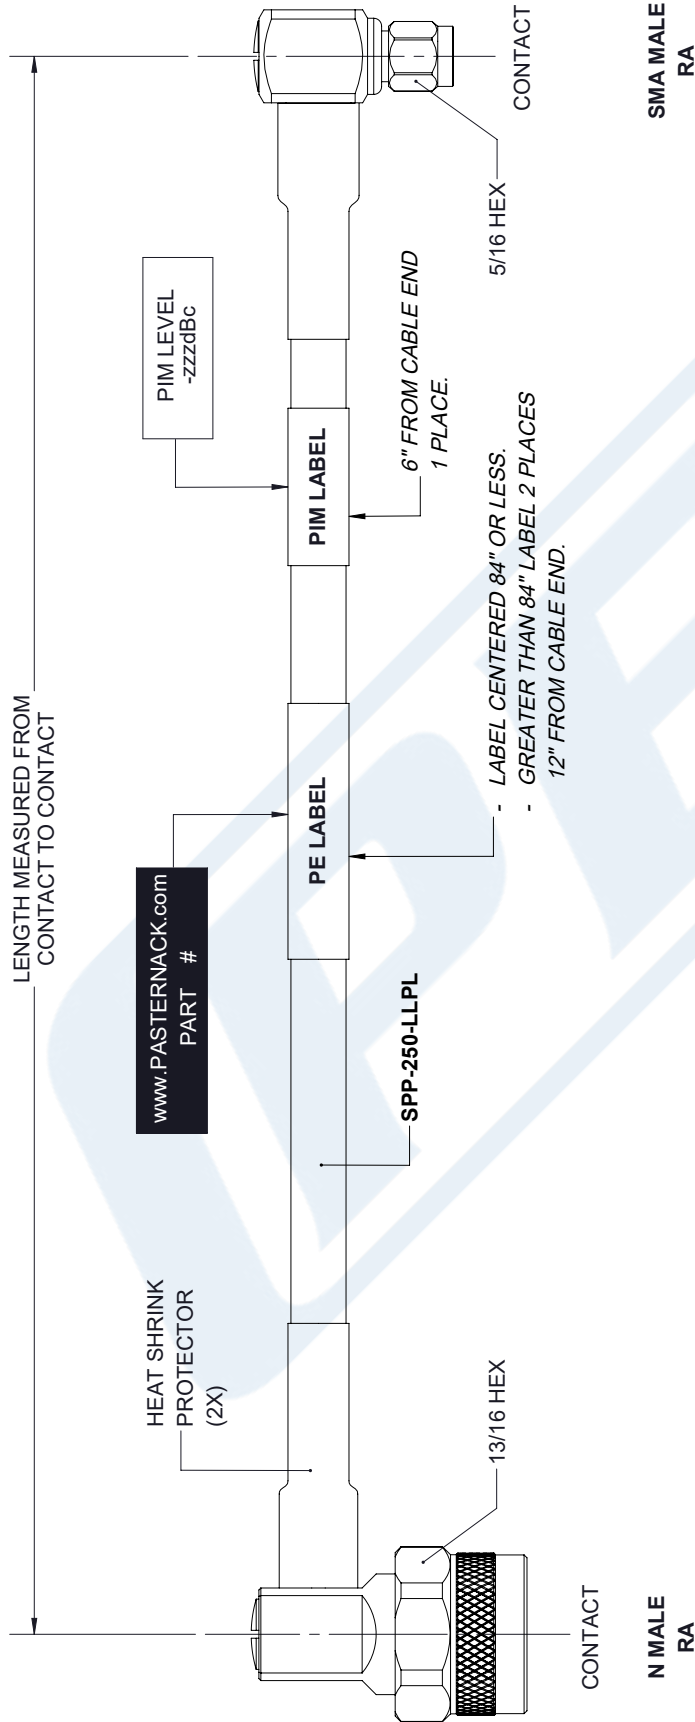 LENGTH MEASURED FROM
CONTACT TO CONTACT
HEAT SHRINK
PROTECTOR
(2X)
www.PASTERNACK.com
PART #
PIM LEVEL
-zzzdBc
PE LABEL
PIM LABEL
SPP-250-LLPL
6" FROM CABLE END
1 PLACE.
- LABEL CENTERED 84" OR LESS.
- GREATER THAN 84" LABEL 2 PLACES
12" FROM CABLE END.
13/16 HEX
5/16 HEX
CONTACT
CONTACT
N MALE
RA
SMA MALE
RA